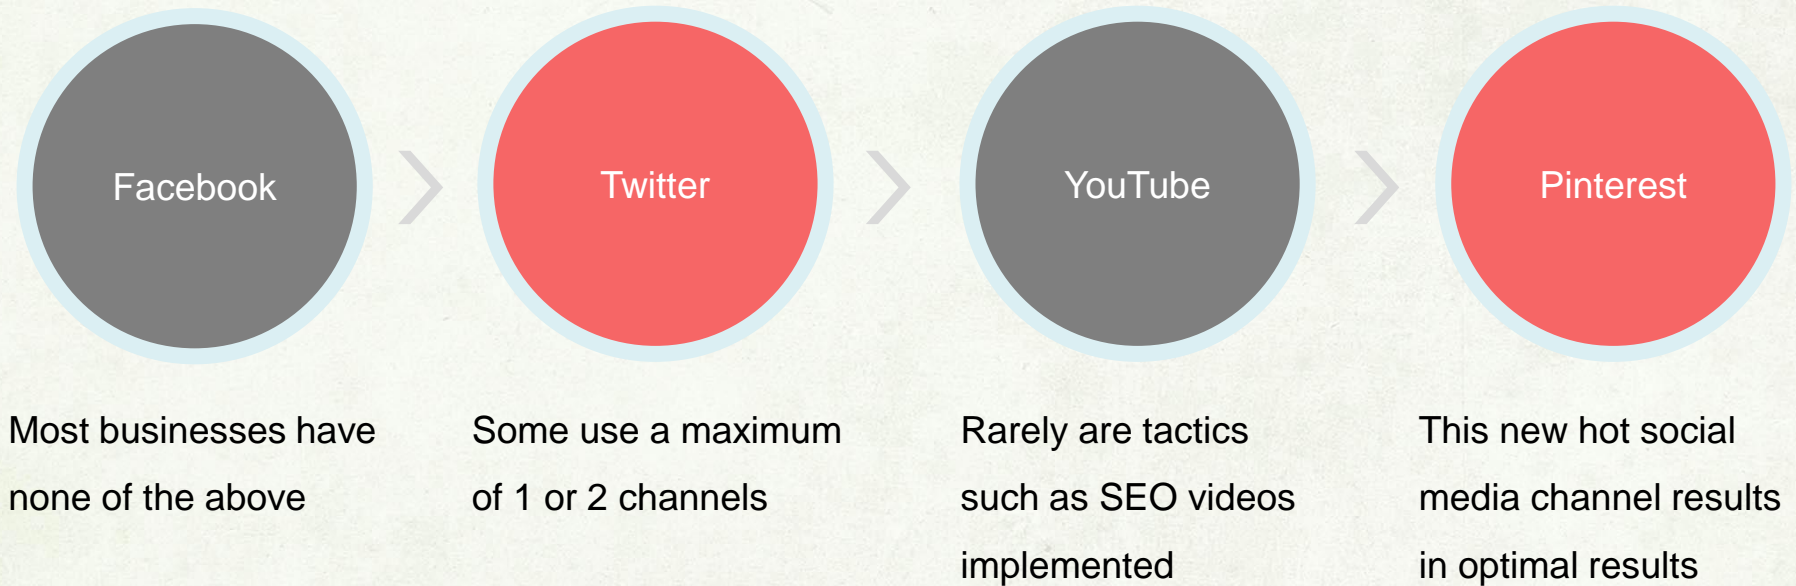 Facebook
Twitter
YouTube
Pinterest
Most businesses have
none of the above
Some use a maximum
of 1 or 2 channels
Rarely are tactics
such as SEO videos
implemented
This new hot social
media channel results
in optimal results